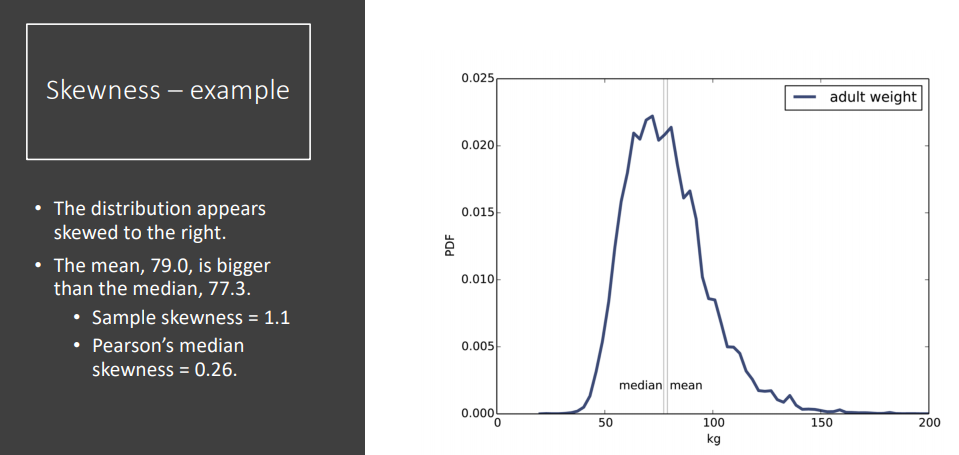 Skewness – example
• The distribution appears
skewed to the right.
• The mean, 79.0, is bigger
than the median, 77.3.
• Sample skewness = 1.1
• Pearson's median
skewness = 0.26.
0.025
0.020
0.015
0.010
0.005
0.000
PDF
adult weight
median
mean
0
50
100
150
200
kg